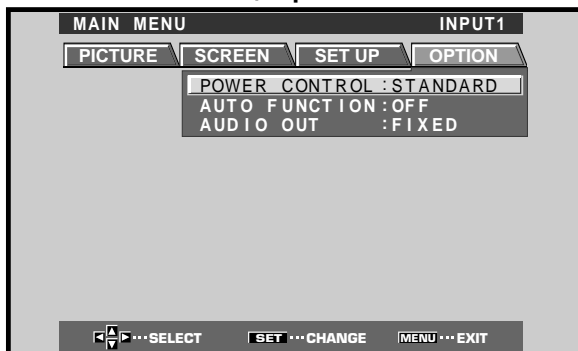 MAIN MENU INPUT1
PICTURE SCREEN SET UP OPTION
POWER CONTROL :STANDARD
AUTO FUNCTION :OFF
AUDIO OUT :FIXED
···SELECT SET ···CHANGE MENU ···EXIT